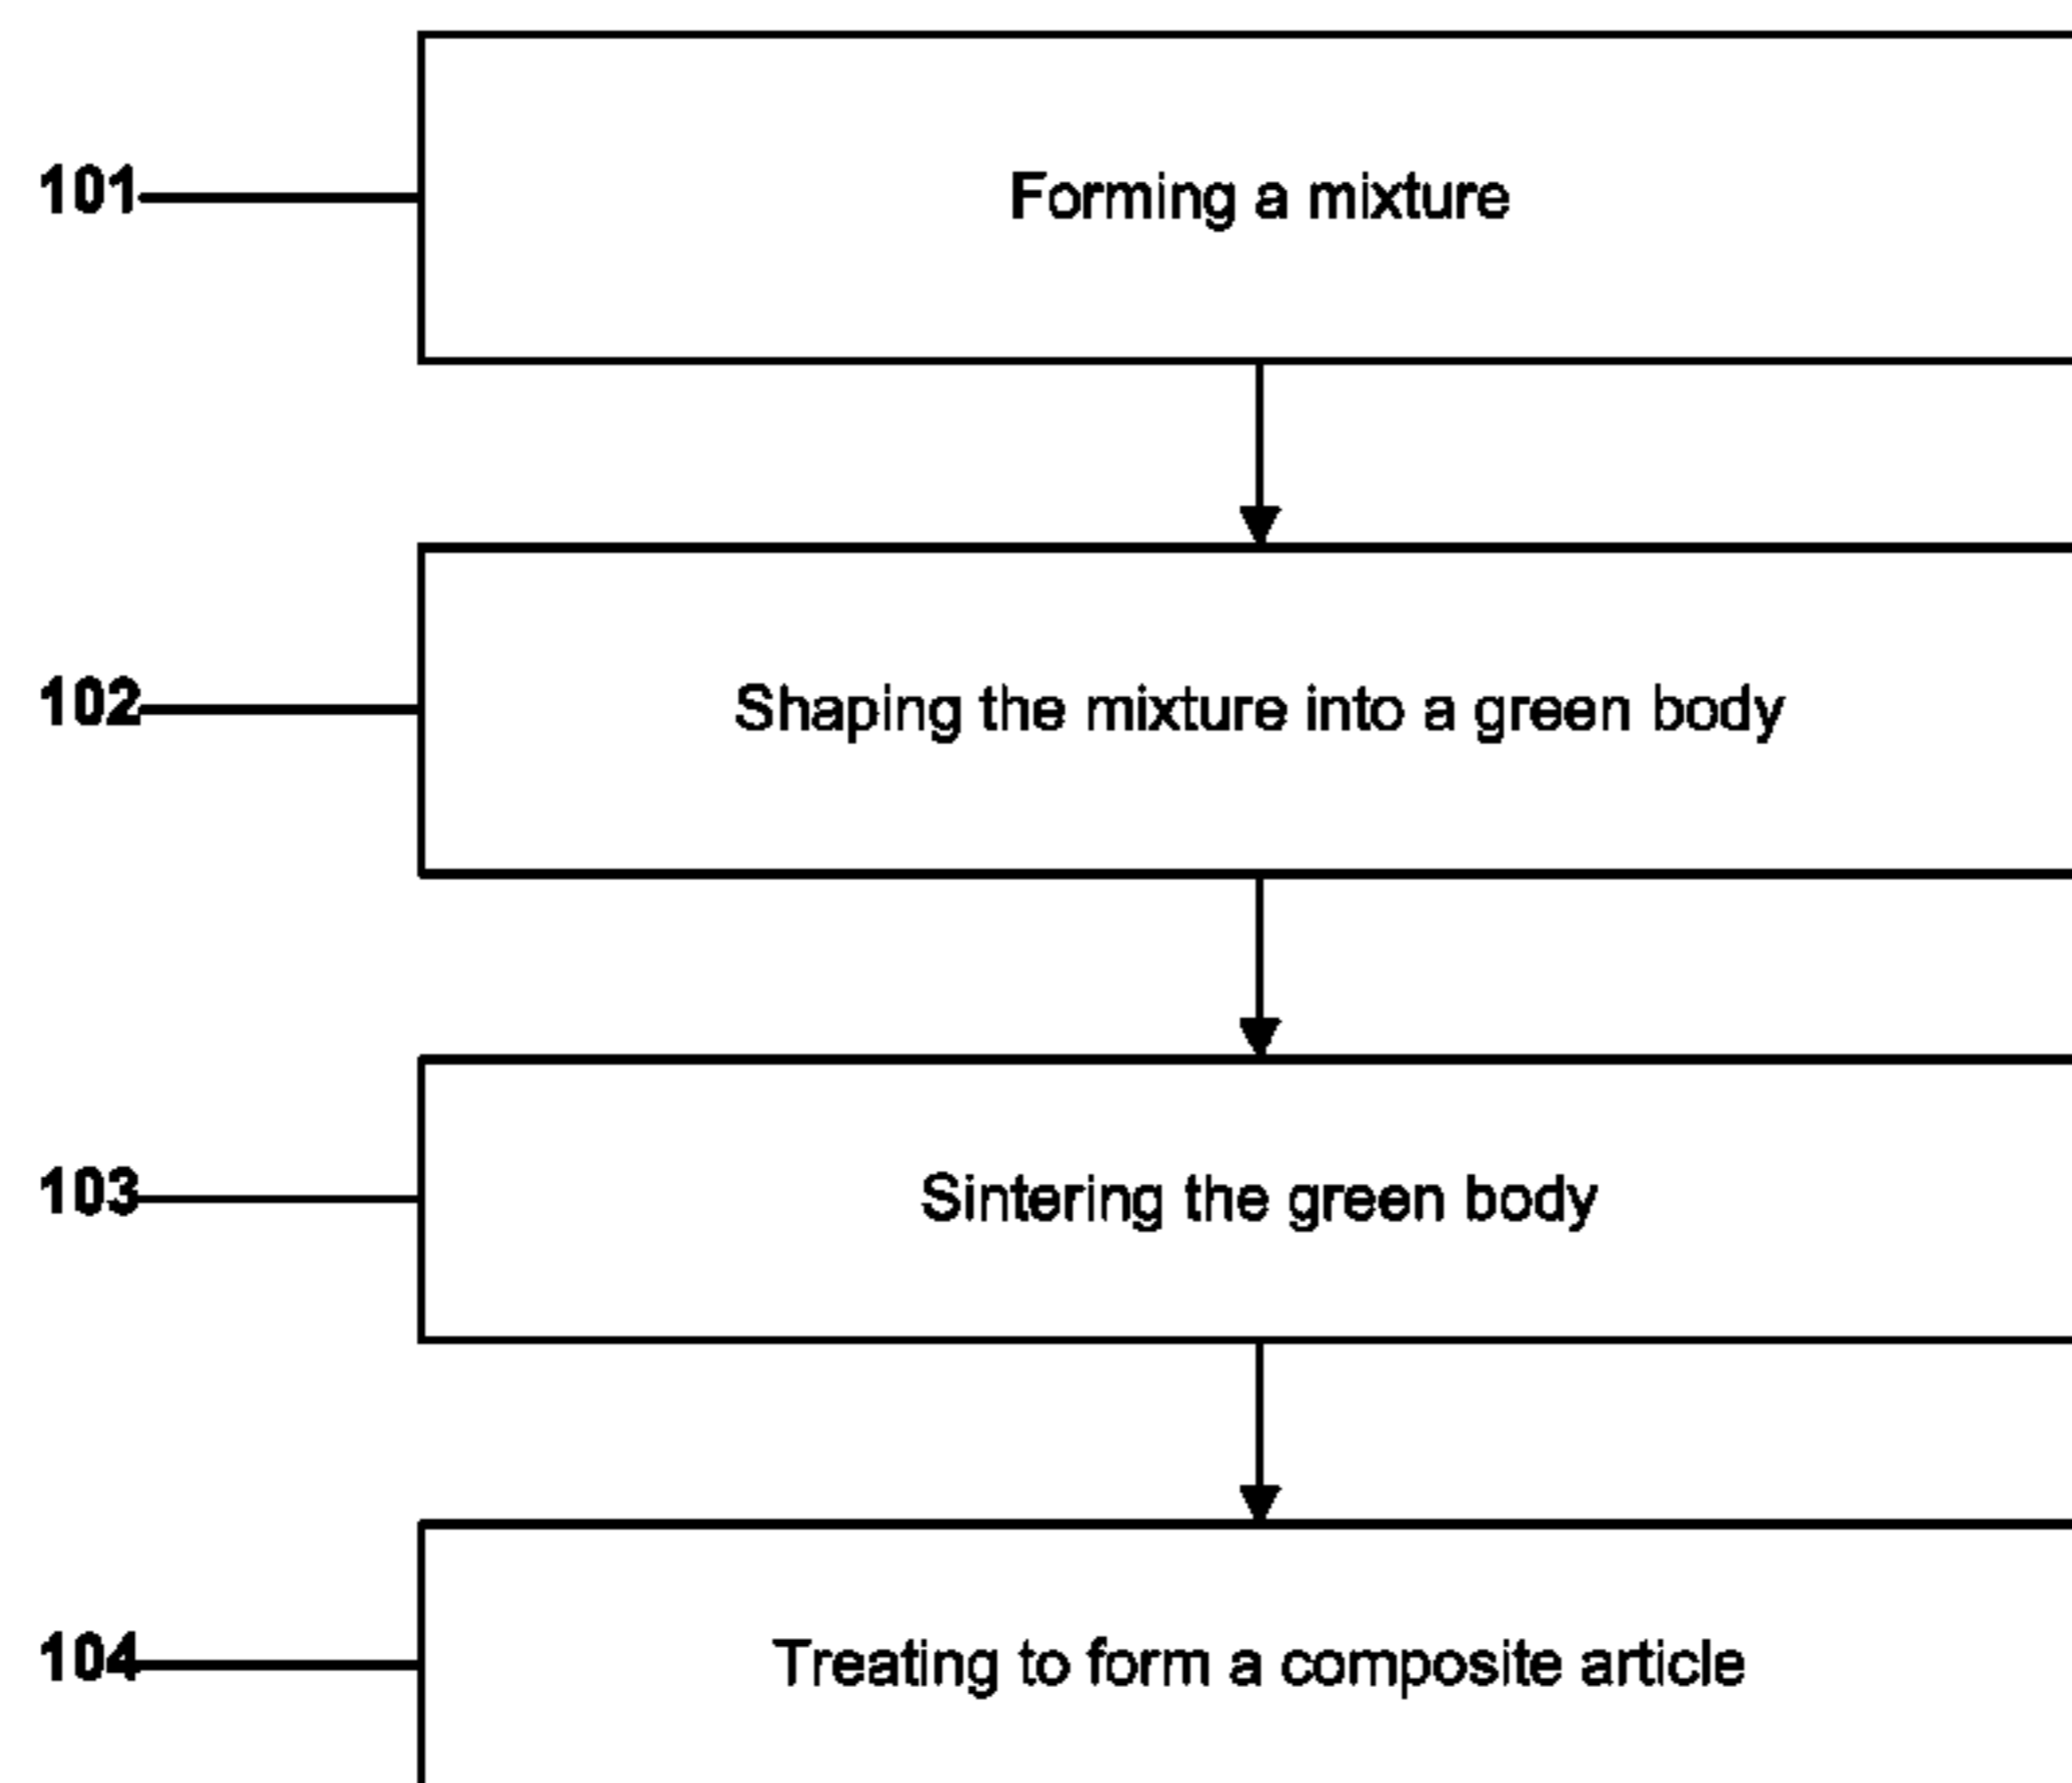 101 Forming a mixture
102 Shaping the mixture into a green body
103 Sintering the green body
104 Treating to form a composite article